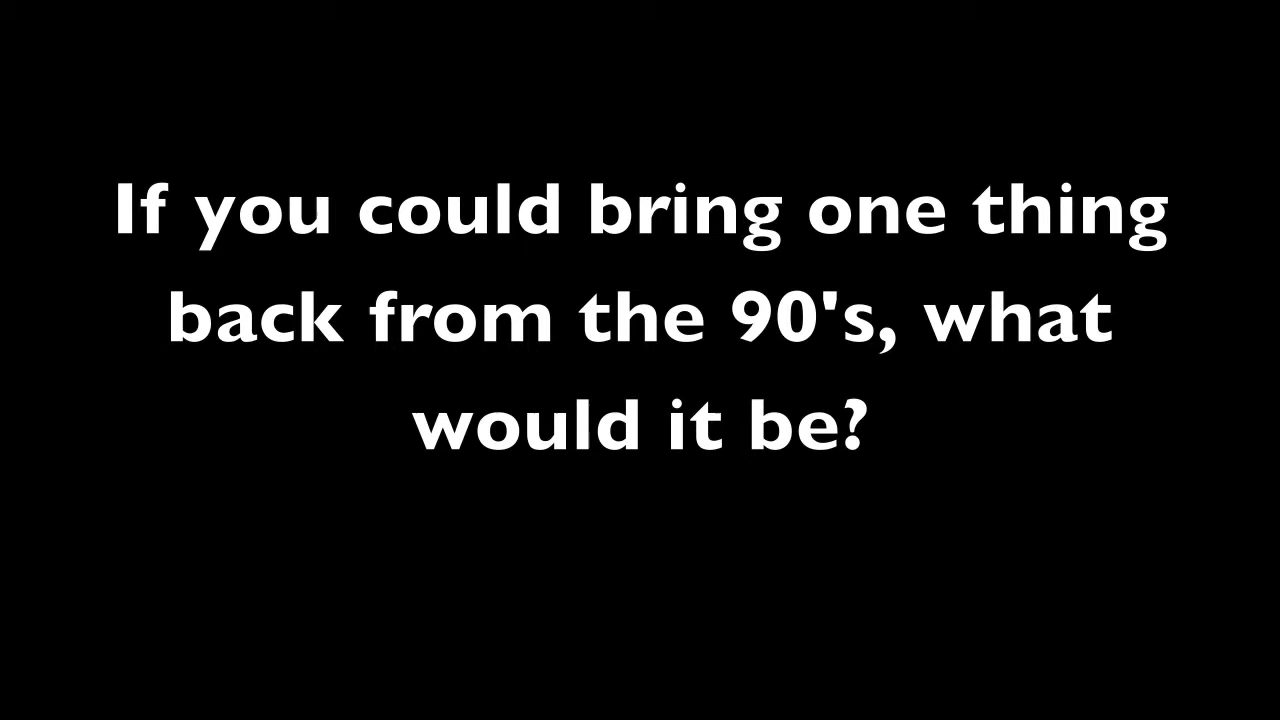 If you could bring one thing
back from the 90's, what
would it be?